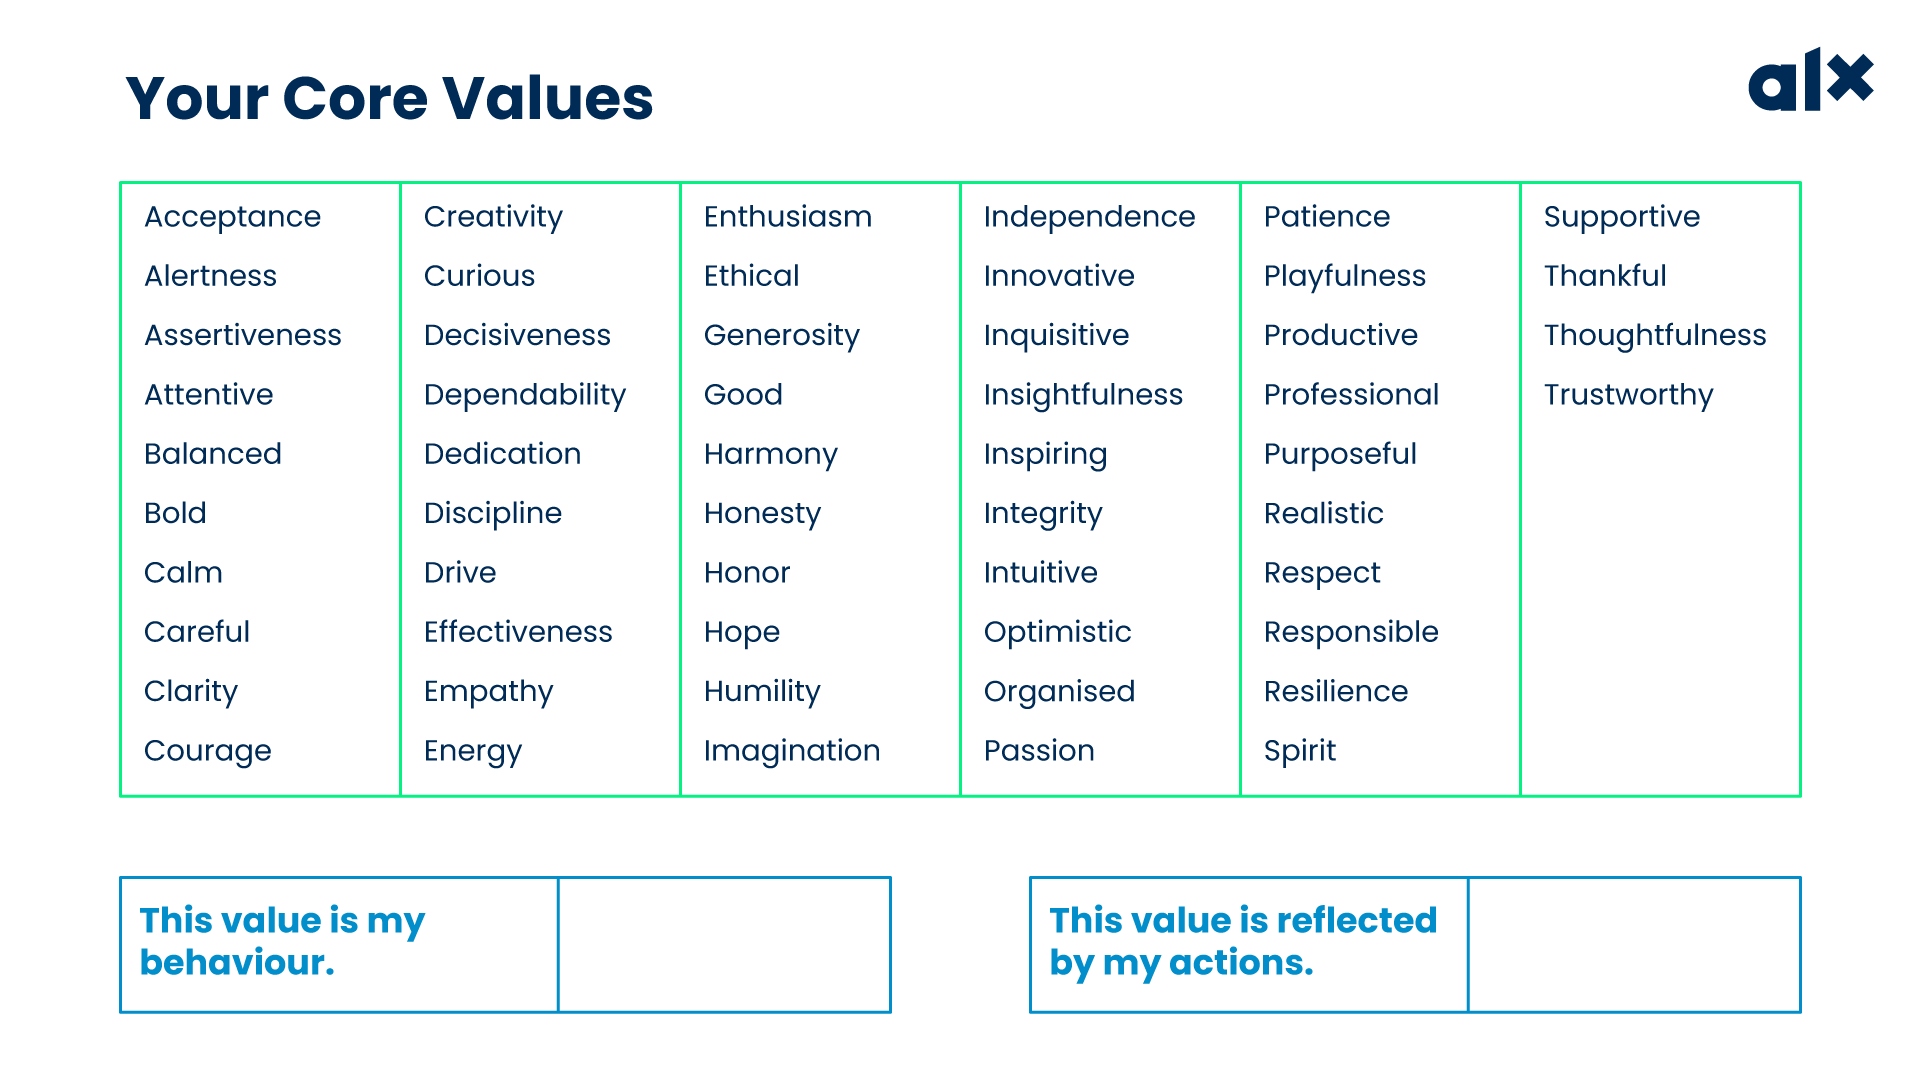 Your Core Values
alx
Acceptance
Alertness
Assertiveness
Attentive
Balanced
Bold
Calm
Careful
Clarity
Courage
Creativity
Curious
Decisiveness
Dependability
Dedication
Discipline
Drive
Effectiveness
Empathy
Energy
Enthusiasm
Ethical
Generosity
Good
Harmony
Honesty
Honor
Hope
Humility
Imagination
Independence
Innovative
Inquisitive
Insightfulness
Inspiring
Integrity
Intuitive
Optimistic
Organised
Passion
Patience
Playfulness
Productive
Professional
Purposeful
Realistic
Respect
Responsible
Resilience
Spirit
Supportive
Thankful
Thoughtfulness
Trustworthy
This value is my
behaviour.
This value is reflected
by my actions.